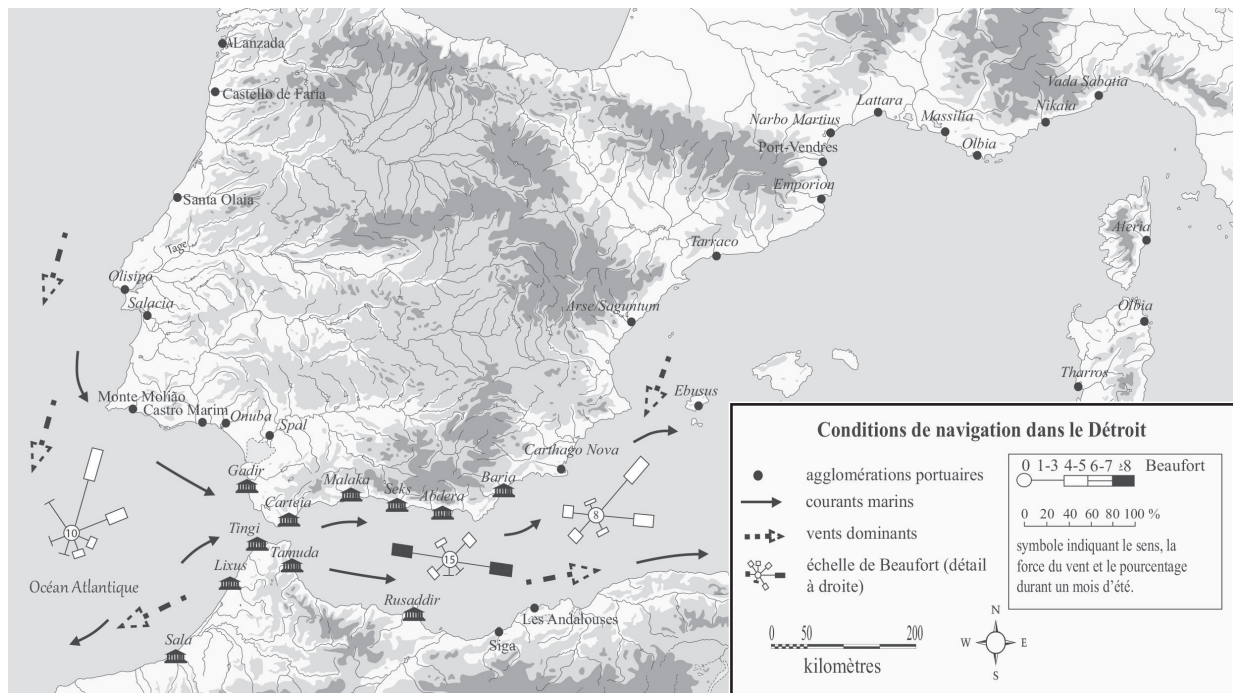 A Lanzada
Castello de Faria
Santa Olaia
Tage
Olisipo
Salacia
Monte Molião
Castro Marim
Onuba
Spal
Gadir
Carteia
Malaka
Seks
Abdera
Baria
Carthago Nova
Tingi
Tamuda
Lixus
Sala
Rusaddir
Siga
Les Andalouses
Océan Atlantique
10
15
8
Vada Sabatia
Nikaïa
Lattara
Massilia
Olbia
Narbo Martius
Port-Vendres
Emporion
Tarraco
Arse/Saguntum
Ebusus
Aleria
Olbia
Tharros
Conditions de navigation dans le Détroit
agglomérations portuaires
courants marins
vents dominants
échelle de Beaufort (détail
à droite)
0 1-3 4-5 6-7 ≥8 Beaufort
0 20 40 60 80 100 %
symbole indiquant le sens, la
force du vent et le pourcentage
durant un mois d'été.
0 50 200
kilomètres
N
W E
S